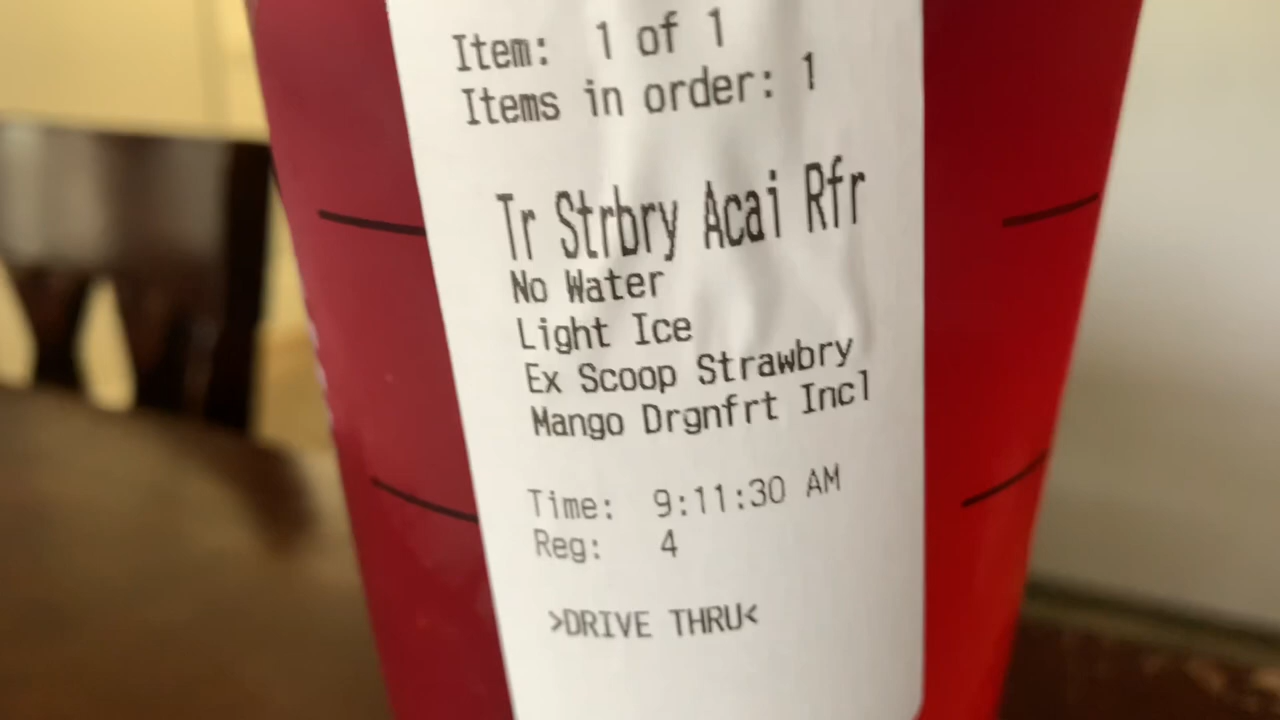 Item: 1 of 1
Items in order: 1
Tr Strbry Acai Rfr
No Water
Light Ice
Ex Scoop Strawbry
Mango Drgnfrt Incl
Time: 9:11:30 AM
Reg: 4
>DRIVE THRU<